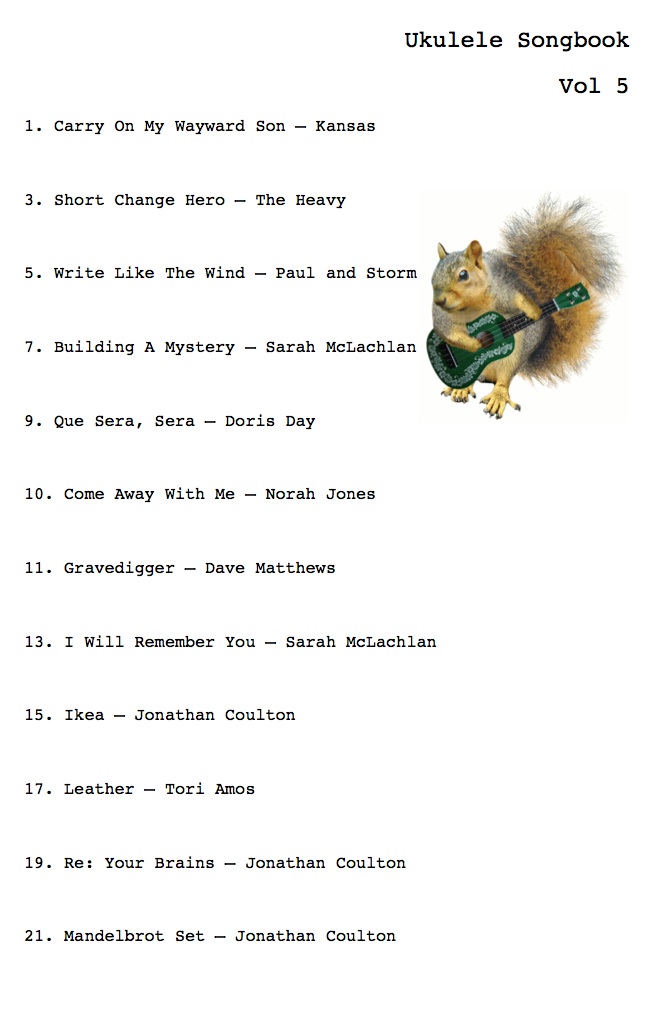 Ukulele Songbook
Vol 5
1. Carry On My Wayward Son — Kansas
3. Short Change Hero — The Heavy
5. Write Like The Wind — Paul and Storm
7. Building A Mystery — Sarah McLachlan
9. Que Sera, Sera — Doris Day
10. Come Away With Me — Norah Jones
11. Gravedigger — Dave Matthews
13. I Will Remember You — Sarah McLachlan
15. Ikea — Jonathan Coulton
17. Leather — Tori Amos
19. Re: Your Brains — Jonathan Coulton
21. Mandelbrot Set — Jonathan Coulton